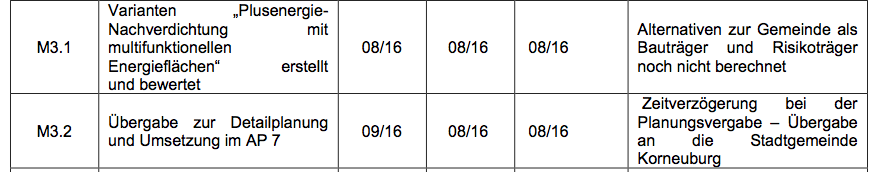 M3.1
Varianten „Plusenergie-
Nachverdichtung mit
multifunktionellen
Energieflächen“ erstellt
und bewertet
08/16
08/16
08/16
Alternativen zur Gemeinde als
Bauträger und Risikoträger
noch nicht berechnet
M3.2
Übergabe zur Detailplanung
und Umsetzung im AP 7
09/16
08/16
08/16
Zeitverzögerung bei der
Planungsvergabe – Übergabe
an die Stadtgemeinde
Korneuburg